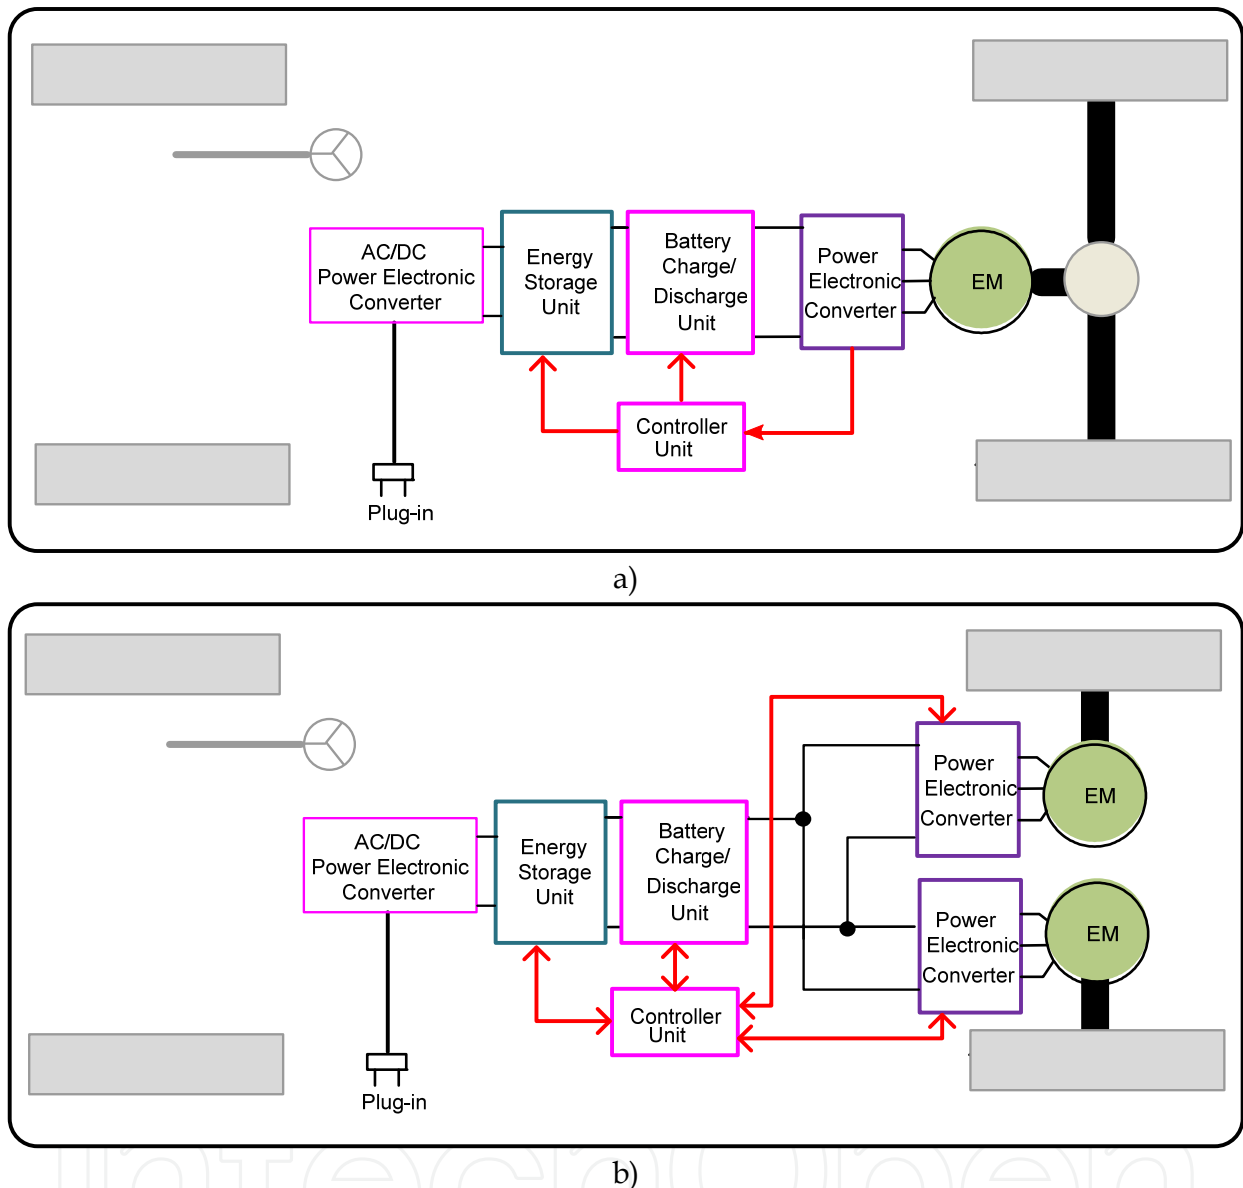 AC/DC
Power Electronic
Converter
Energy
Storage
Unit
Battery
Charge/
Discharge
Unit
Power
Electronic
Converter
EM
Controller
Unit
Plug-in
a)
AC/DC
Power Electronic
Converter
Energy
Storage
Unit
Battery
Charge/
Discharge
Unit
Power
Electronic
Converter
EM
Power
Electronic
Converter
EM
Controller
Unit
Plug-in
b)
IntechOpen